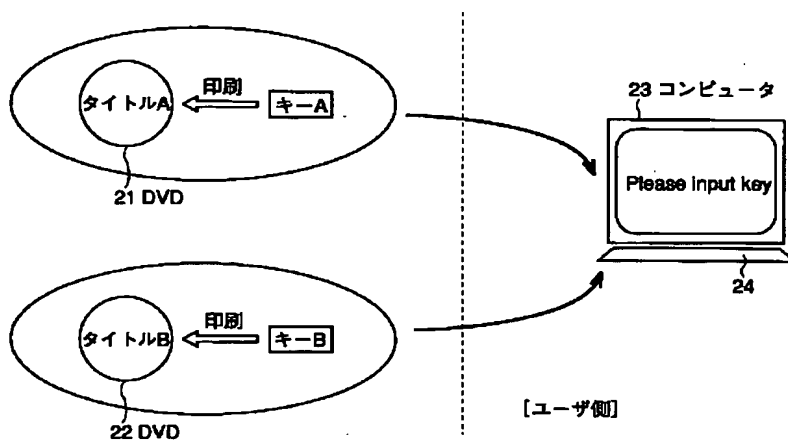 印刷
タイトルA
キーA
21 DVD
23 コンピュータ
Please input key
24
印刷
タイトルB
キーB
22 DVD
[ユーザ側]